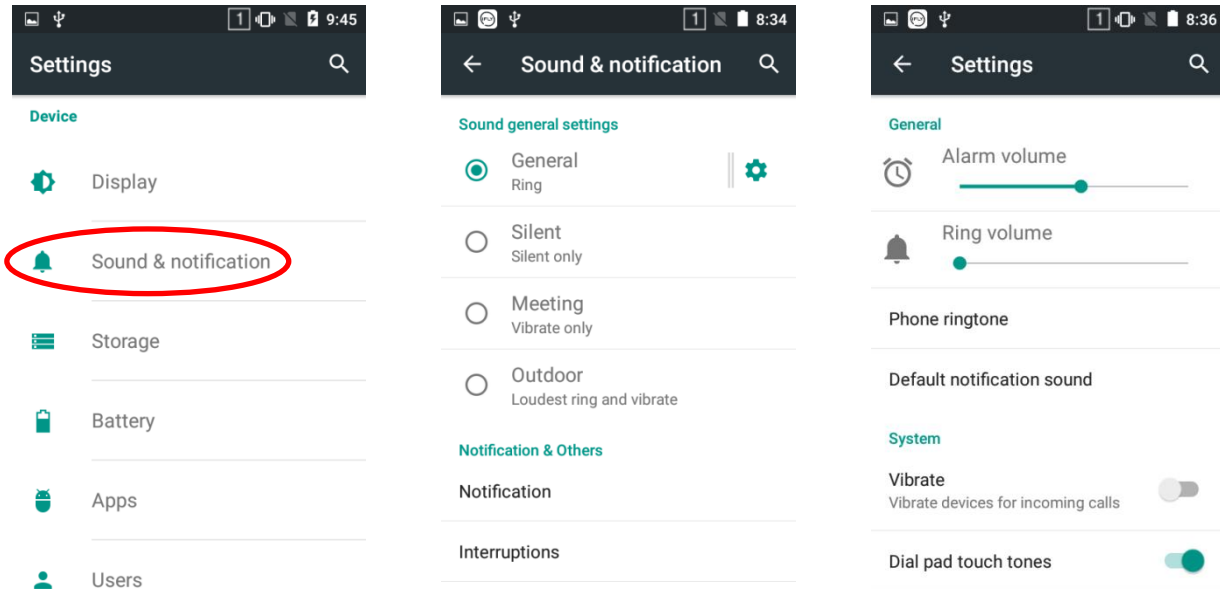 1 9:45
Settings
Device
Display
Sound & notification
Storage
Battery
Apps
Users
1 8:34
Sound & notification
Sound general settings
General
Ring
Silent
Silent only
Meeting
Vibrate only
Outdoor
Loudest ring and vibrate
Notification & Others
Notification
Interruptions
1 8:36
Settings
General
Alarm volume
Ring volume
Phone ringtone
Default notification sound
System
Vibrate
Vibrate devices for incoming calls
Dial pad touch tones